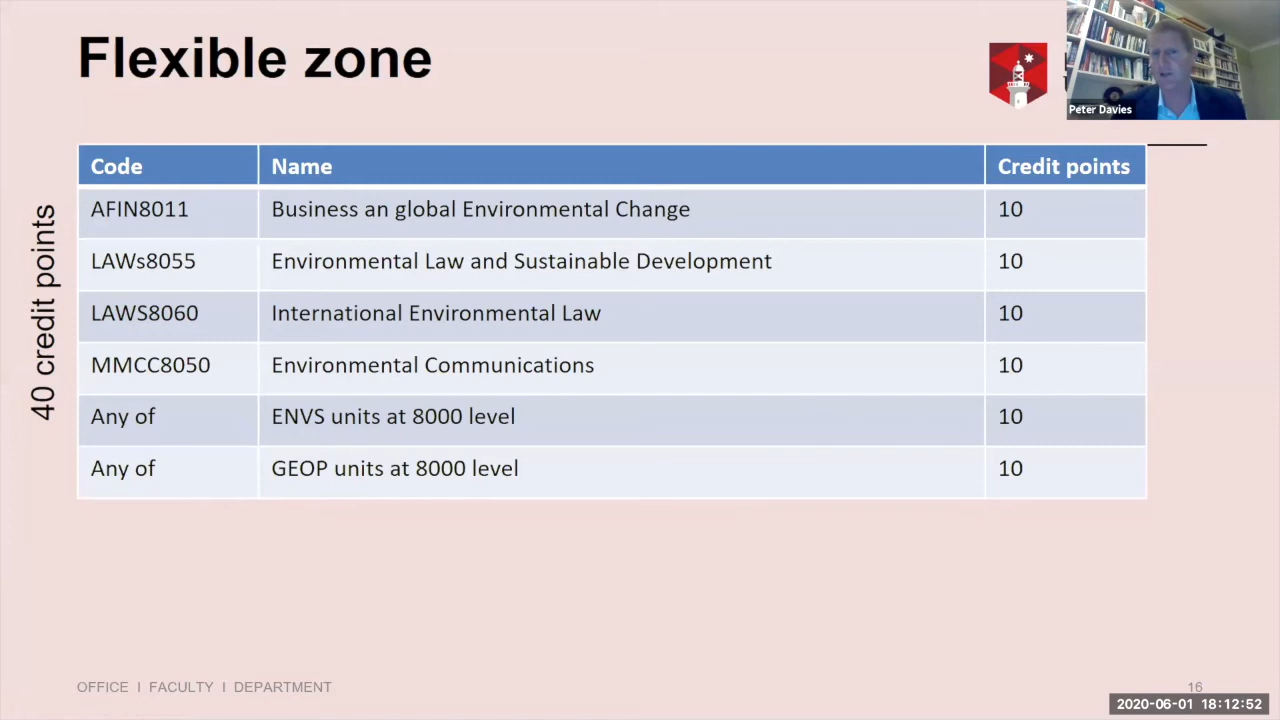 Flexible zone
Peter Davies
40 credit points
Code Name Credit points
AFIN8011 Business an global Environmental Change 10
LAWs8055 Environmental Law and Sustainable Development 10
LAWS8060 International Environmental Law 10
MMCC8050 Environmental Communications 10
Any of ENVS units at 8000 level 10
Any of GEOP units at 8000 level 10
OFFICE I FACULTY I DEPARTMENT
16
2020-06-01 18:12:52